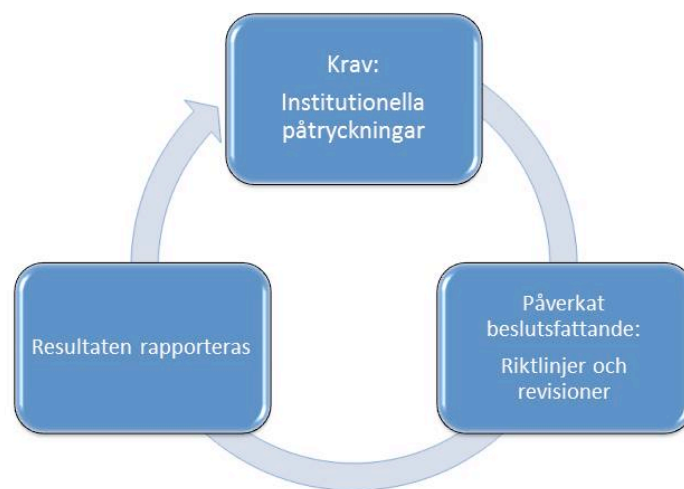 Krav:
Institutionella
påtryckningar
Påverkat
beslutsfattande:
Riktlinjer och
revisioner
Resultaten rapporteras